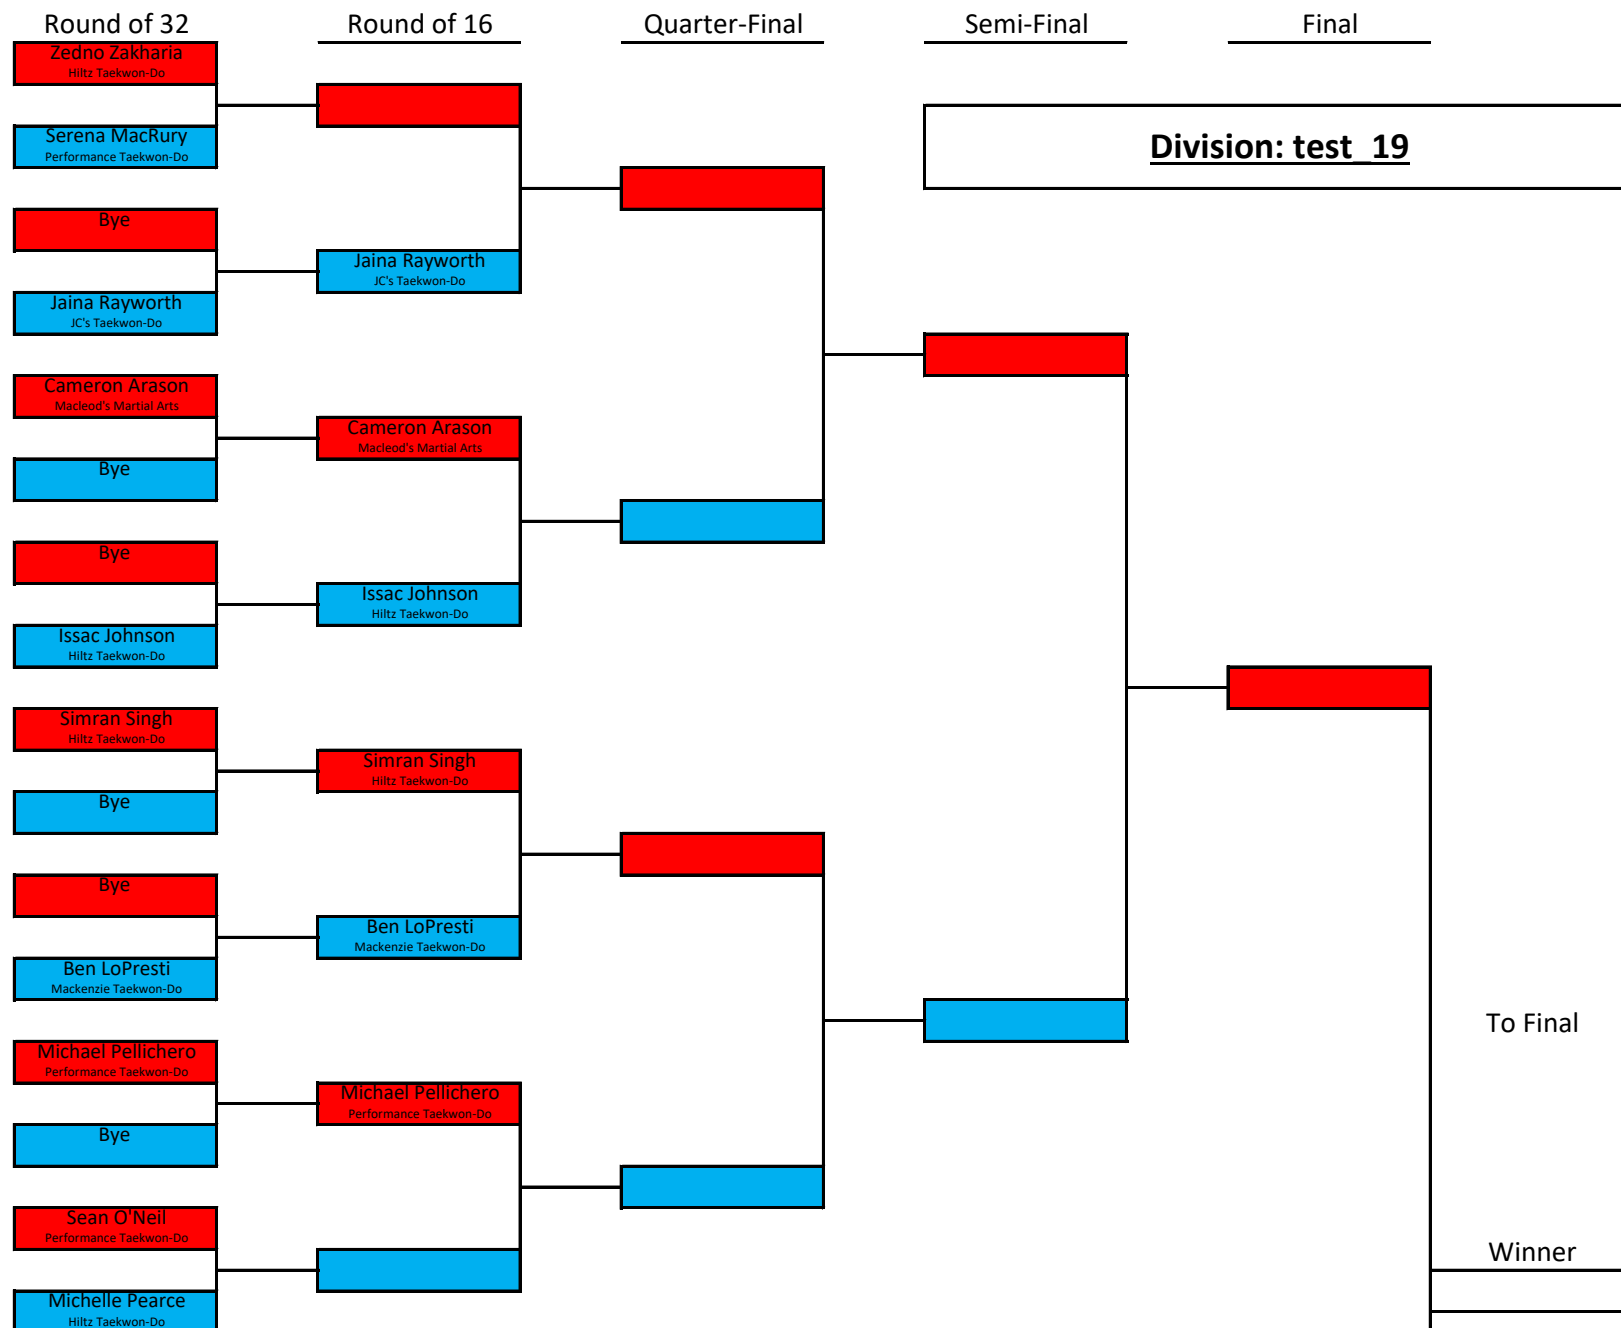 Round of 32
Round of 16
Quarter-Final
Semi-Final
Final
Division: test_19
Zedno Zakharia
Hiltz Taekwon-Do
Serena MacRury
Performance Taekwon-Do
Bye
Jaina Rayworth
JC's Taekwon-Do
Cameron Arason
Macleod's Martial Arts
Bye
Bye
Issac Johnson
Hiltz Taekwon-Do
Simran Singh
Hiltz Taekwon-Do
Bye
Bye
Ben LoPresti
Mackenzie Taekwon-Do
Michael Pellichero
Performance Taekwon-Do
Bye
Sean O'Neil
Performance Taekwon-Do
Michelle Pearce
Hiltz Taekwon-Do
Jaina Rayworth
JC's Taekwon-Do
Cameron Arason
Macleod's Martial Arts
Issac Johnson
Hiltz Taekwon-Do
Simran Singh
Hiltz Taekwon-Do
Ben LoPresti
Mackenzie Taekwon-Do
Michael Pellichero
Performance Taekwon-Do
To Final
Winner